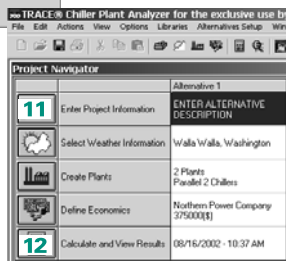 TRACE® Chiller Plant Analyzer for the exclusive use by
File Edit Actions View Options Libraries Alternatives Setup Win
Project Navigator
Alternative 1
11 Enter Project Information ENTER ALTERNATIVE
DESCRIPTION
Select Weather Information Walla Walla, Washington
Create Plants 2 Plants
Parallel 2 Chillers
Define Economics Northern Power Company
375000($)
12 Calculate and View Results 08/16/2002 - 10:37 AM